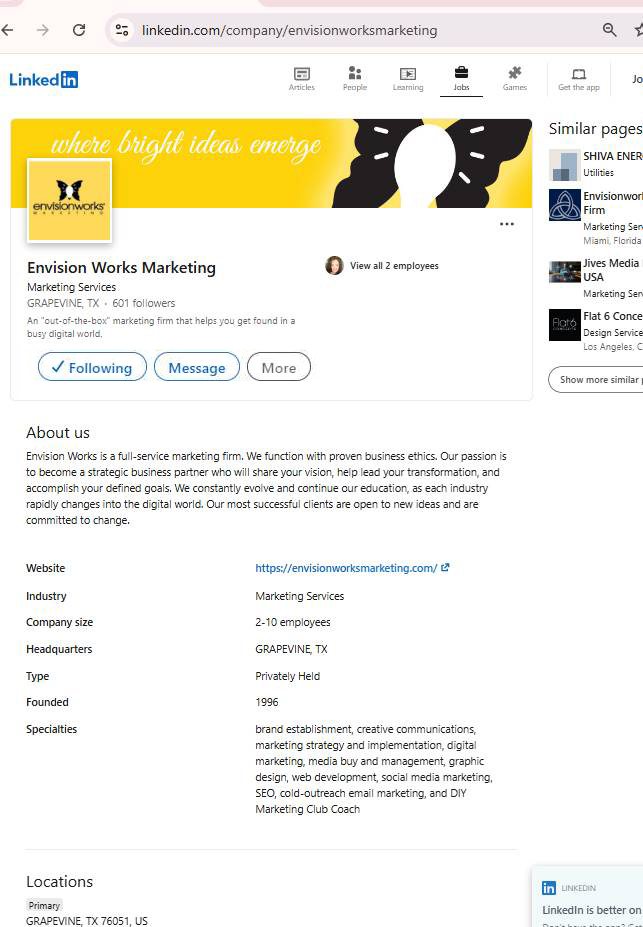 linkedin.com/company/envisionworksmarketing
LinkedIn
Articles
People
Learning
Jobs
Games
Get the app
where bright ideas emerge
envisionworks
MARKETING
Envision Works Marketing
Marketing Services
GRAPEVINE, TX · 601 followers
An "out-of-the-box" marketing firm that helps you get found in a
busy digital world.
View all 2 employees
✓ Following
Message
More
Similar pages
SHIVA
Utilities
Firm
Marketing
Miami, Florida
Jives Media
USA
Marketing
Flat6
Flat 6
Design
Los Angeles,
Show more similar
About us
Envision Works is a full-service marketing firm. We function with proven business ethics. Our passion is
to become a strategic business partner who will share your vision, help lead your transformation, and
accomplish your defined goals. We constantly evolve and continue our education, as each industry
rapidly changes into the digital world. Our most successful clients are open to new ideas and are
committed to change.
Website
https://envisionworksmarketing.com/
Industry
Marketing Services
Company size
2-10 employees
Headquarters
GRAPEVINE, TX
Type
Privately Held
Founded
1996
Specialties
brand establishment, creative communications,
marketing strategy and implementation, digital
marketing, media buy and management, graphic
design, web development, social media marketing,
SEO, cold-outreach email marketing, and DIY
Marketing Club Coach
Locations
Primary
GRAPEVINE, TX 76051, US
in LINKEDIN
LinkedIn is better on